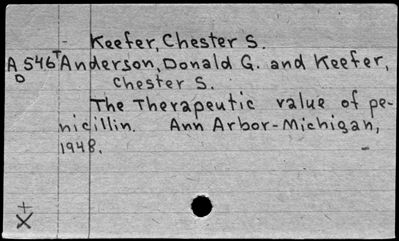 - Keefer, Chester S.
A 546 T Anderson, Donald G. and Keefer,
D Chester S.
The Therapeutic value of pe-
nicillin. Ann Arbor-Michigan,
1948. -
+
X